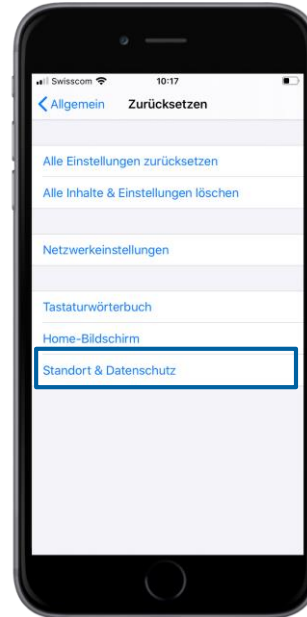 Swisscom 10:17
Allgemein Zurücksetzen
Alle Einstellungen zurücksetzen
Alle Inhalte & Einstellungen löschen
Netzwerkeinstellungen
Tastaturwörterbuch
Home-Bildschirm
Standort & Datenschutz